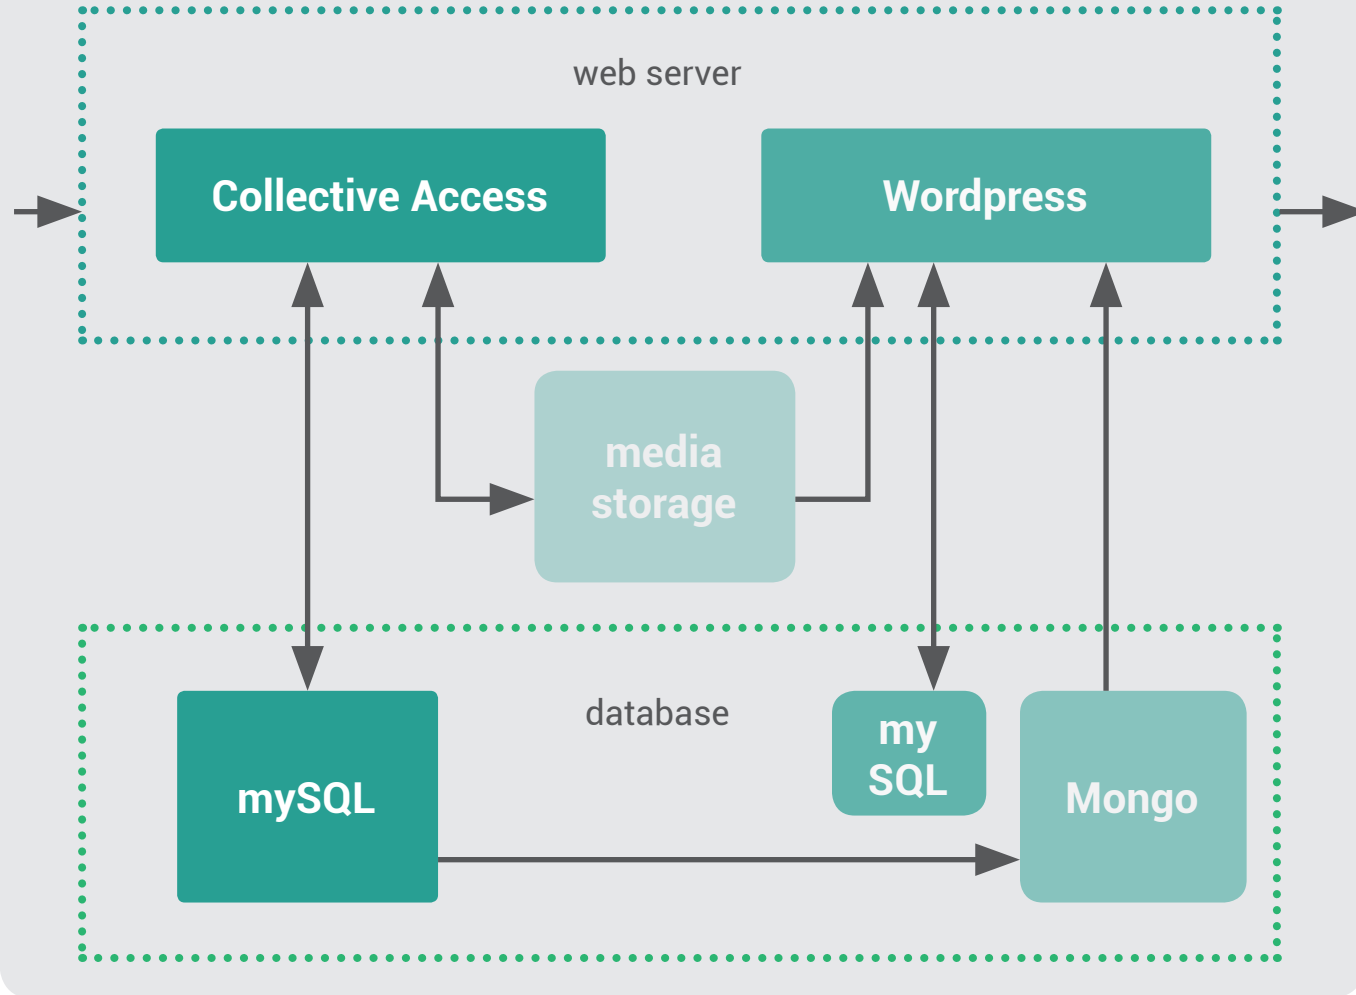 web server
Collective Access
Wordpress
media
storage
database
my
SQL
mySQL
Mongo